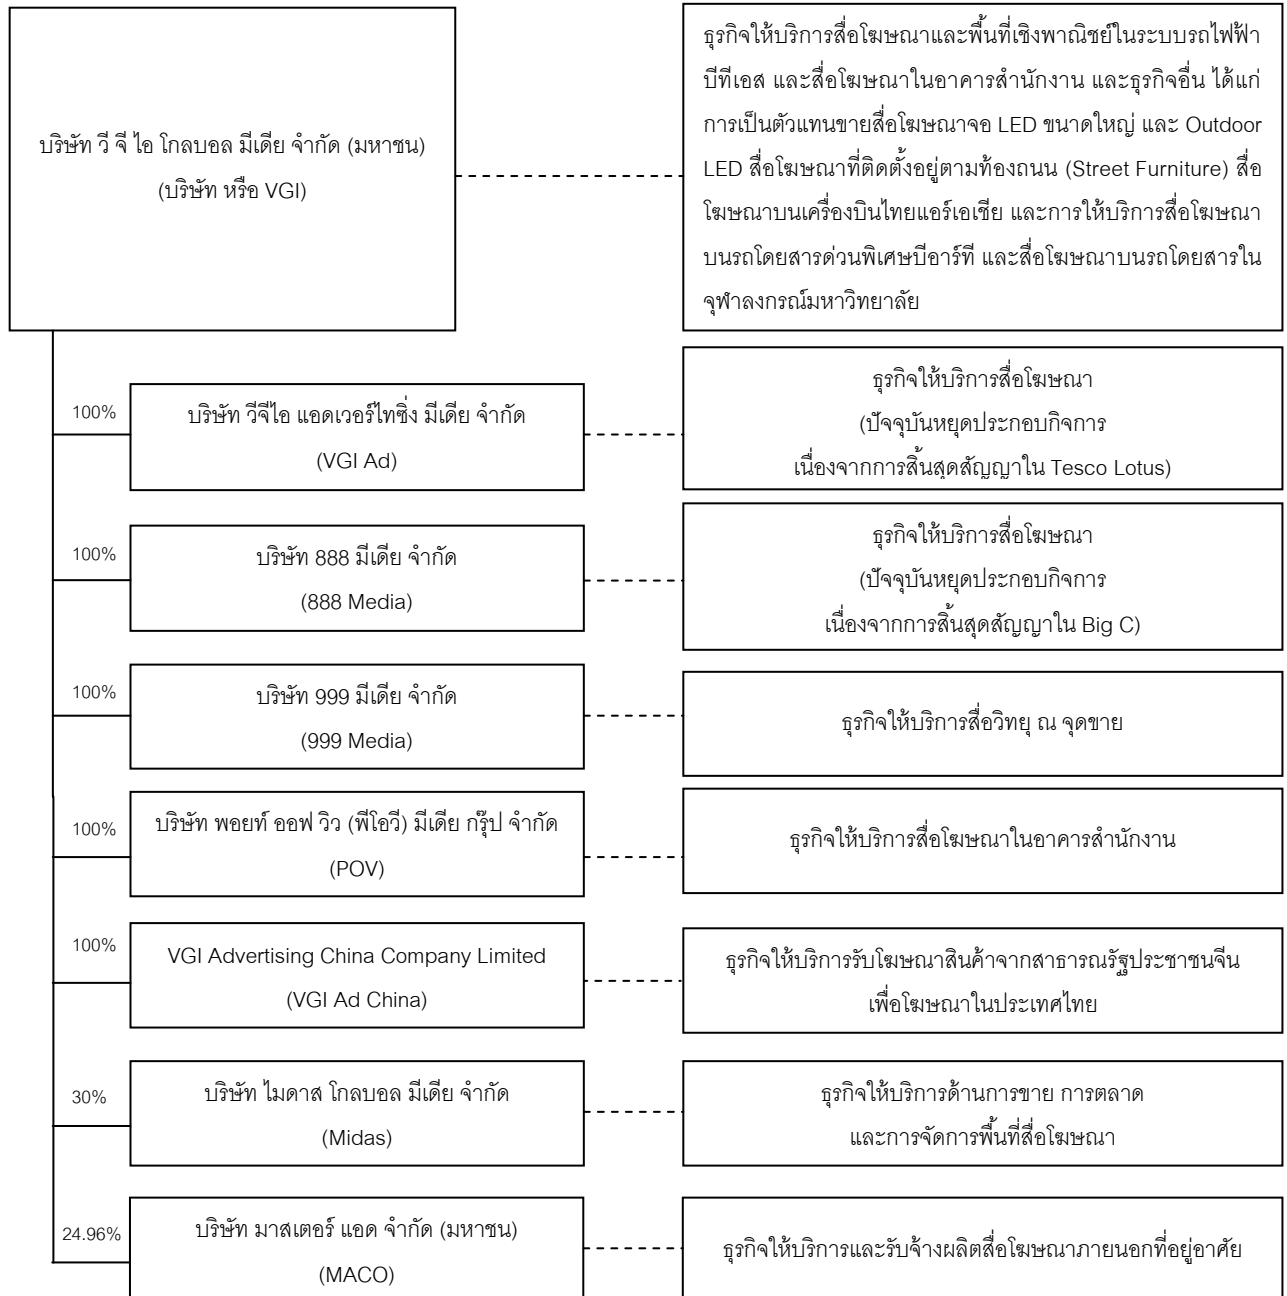 บริษัท วี จี ไอ โกลบอล มีเดีย จำกัด (มหาชน)
(บริษัท หรือ VGI)
ธุรกิจให้บริการสื่อโฆษณาและพื้นที่เชิงพาณิชย์ในระบบรถไฟฟ้า
บีทีเอส และสื่อโฆษณาในอาคารสำนักงาน และธุรกิจอื่น ได้แก่
การเป็นตัวแทนขายสื่อโฆษณาจอ LED ขนาดใหญ่ และ Outdoor
LED สื่อโฆษณาที่ติดตั้งอยู่ตามท้องถนน (Street Furniture) สื่อ
โฆษณาบนเครื่องบินไทยแอร์เอเชีย และการให้บริการสื่อโฆษณา
บนรถโดยสารด่วนพิเศษบีอาร์ที และสื่อโฆษณาบนรถโดยสารใน
จุฬาลงกรณ์มหาวิทยาลัย
100%
บริษัท วีจีไอ แอดเวอร์ไทซิ่ง มีเดีย จำกัด
(VGI Ad)
ธุรกิจให้บริการสื่อโฆษณา
(ปัจจุบันหยุดประกอบกิจการ
เนื่องจากการสิ้นสุดสัญญาใน Tesco Lotus)
100%
บริษัท 888 มีเดีย จำกัด
(888 Media)
ธุรกิจให้บริการสื่อโฆษณา
(ปัจจุบันหยุดประกอบกิจการ
เนื่องจากการสิ้นสุดสัญญาใน Big C)
100%
บริษัท 999 มีเดีย จำกัด
(999 Media)
ธุรกิจให้บริการสื่อวิทยุ ณ จุดขาย
100%
บริษัท พอยท์ ออฟ วิว (พีโอวี) มีเดีย กรุ๊ป จำกัด
(POV)
ธุรกิจให้บริการสื่อโฆษณาในอาคารสำนักงาน
100%
VGI Advertising China Company Limited
(VGI Ad China)
ธุรกิจให้บริการรับโฆษณาสินค้าจากสาธารณรัฐประชาชนจีน
เพื่อโฆษณาในประเทศไทย
30%
บริษัท ไมดาส โกลบอล มีเดีย จำกัด
(Midas)
ธุรกิจให้บริการด้านการขาย การตลาด
และการจัดการพื้นที่สื่อโฆษณา
24.96%
บริษัท มาสเตอร์ แอด จำกัด (มหาชน)
(MACO)
ธุรกิจให้บริการและรับจ้างผลิตสื่อโฆษณาภายนอกที่อยู่อาศัย